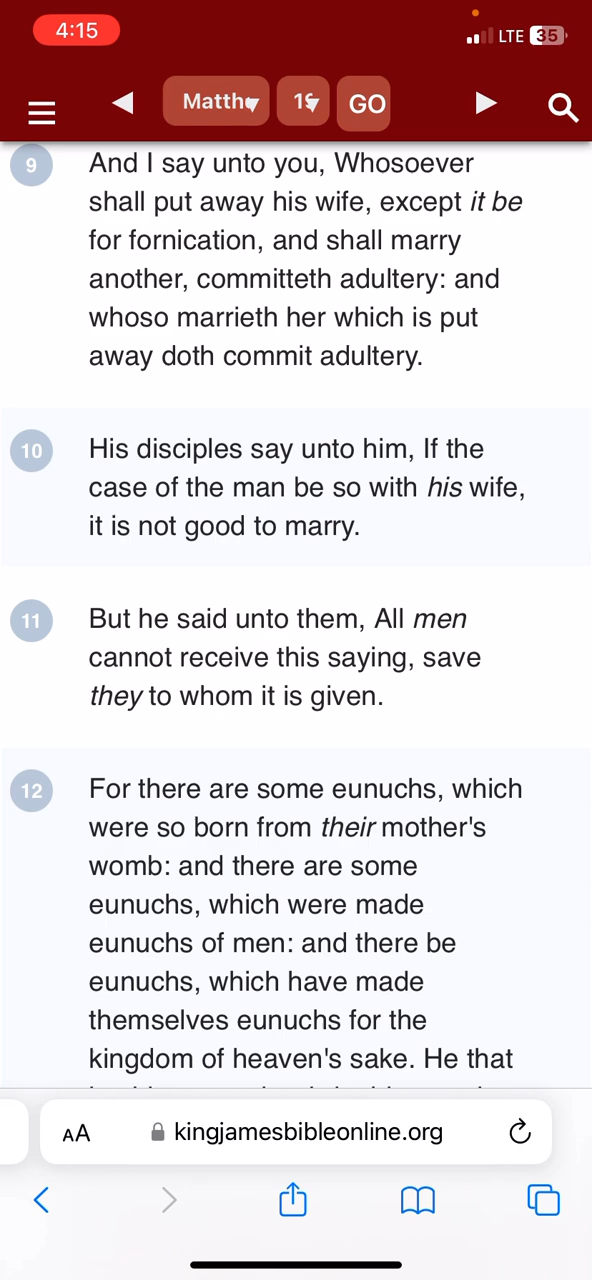 4:15
LTE 35
Matth
GO
9 And I say unto you, Whosoever
shall put away his wife, except it be
for fornication, and shall marry
another, committeth adultery: and
whoso marrieth her which is put
away doth commit adultery.
10 His disciples say unto him, If the
case of the man be so with his wife,
it is not good to marry.
11 But he said unto them, All men
cannot receive this saying, save
they to whom it is given.
12 For there are some eunuchs, which
were so born from their mother's
womb: and there are some
eunuchs, which were made
eunuchs of men: and there be
eunuchs, which have made
themselves eunuchs for the
kingdom of heaven's sake. He that
AA kingjamesbibleonline.org